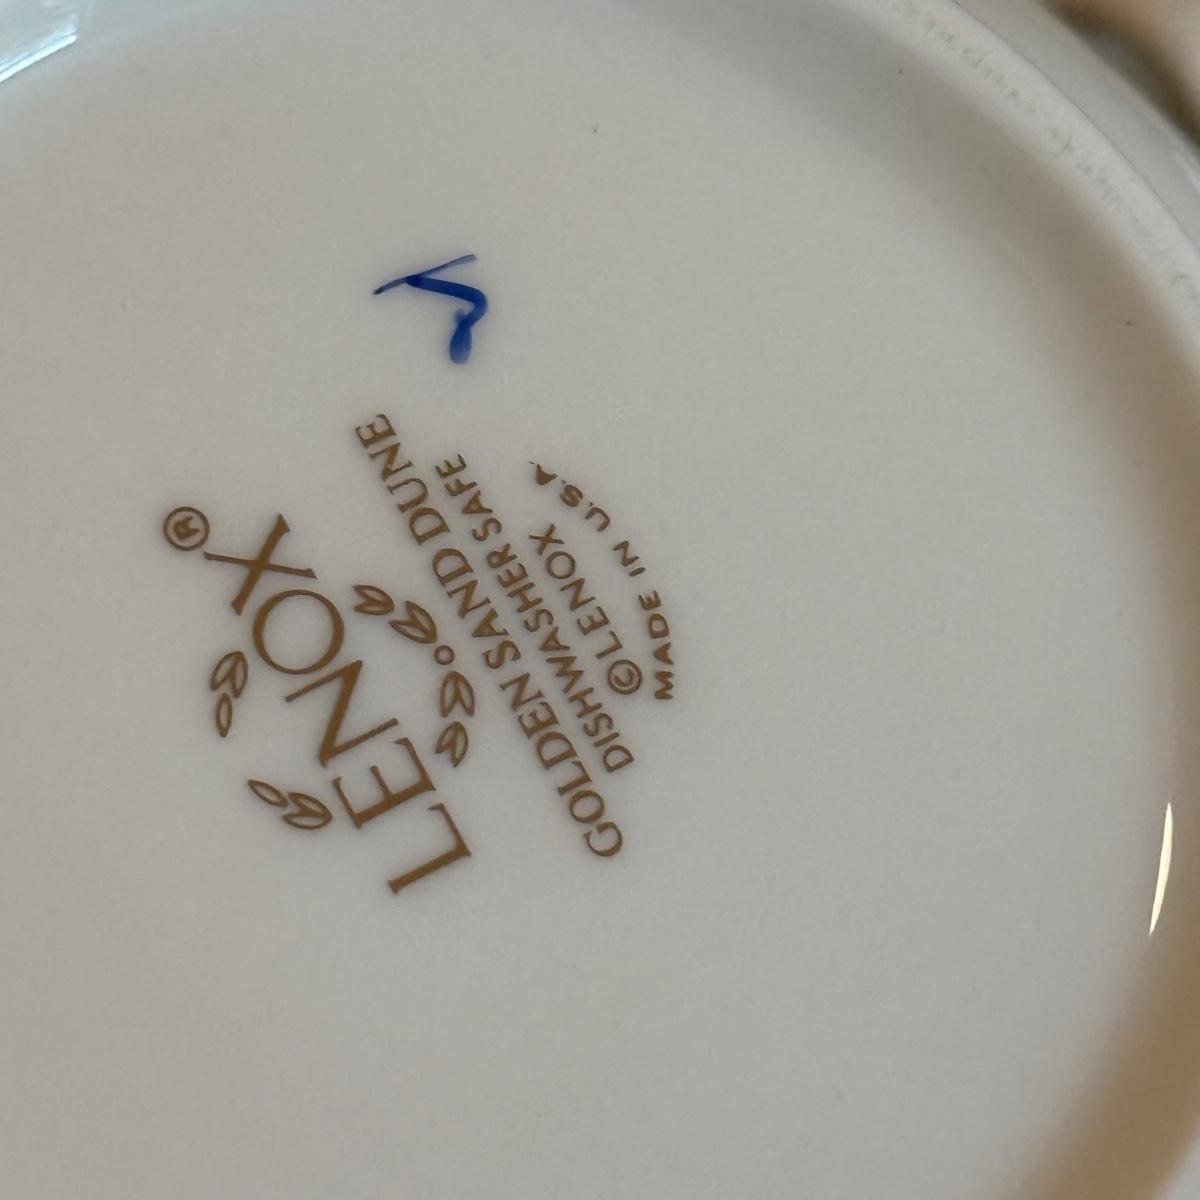 LENOX®
GOLDEN SAND DUNE
DISHWASHER SAFE
© LENOX
MADE IN U.S.A.